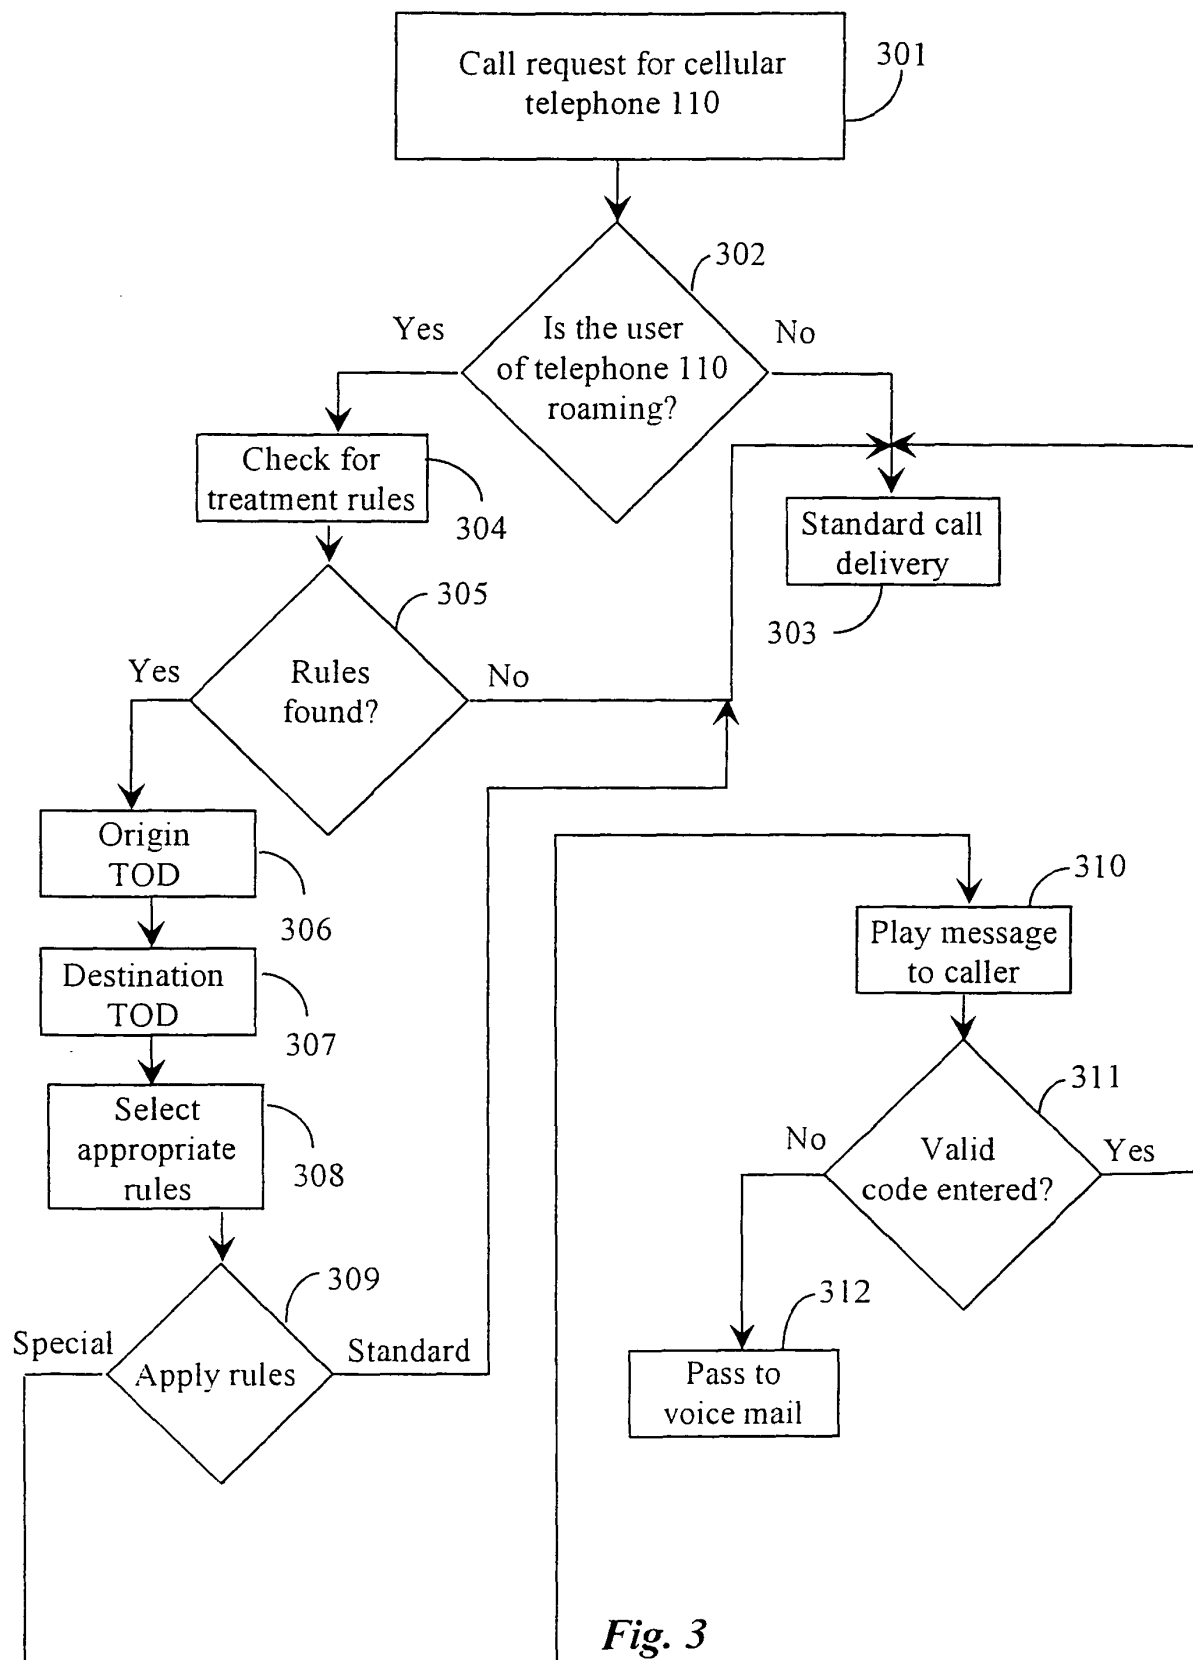 Call request for cellular
telephone 110
301
302
Yes
Is the user
of telephone 110
roaming?
No
Check for
treatment rules
304
Standard call
delivery
303
305
Yes
Rules
found?
No
Origin
TOD
306
Destination
TOD
307
Select
appropriate
rules
308
309
Special
Apply rules
Standard
310
Play message
to caller
311
No
Valid
code entered?
Yes
312
Pass to
voice mail
Fig. 3